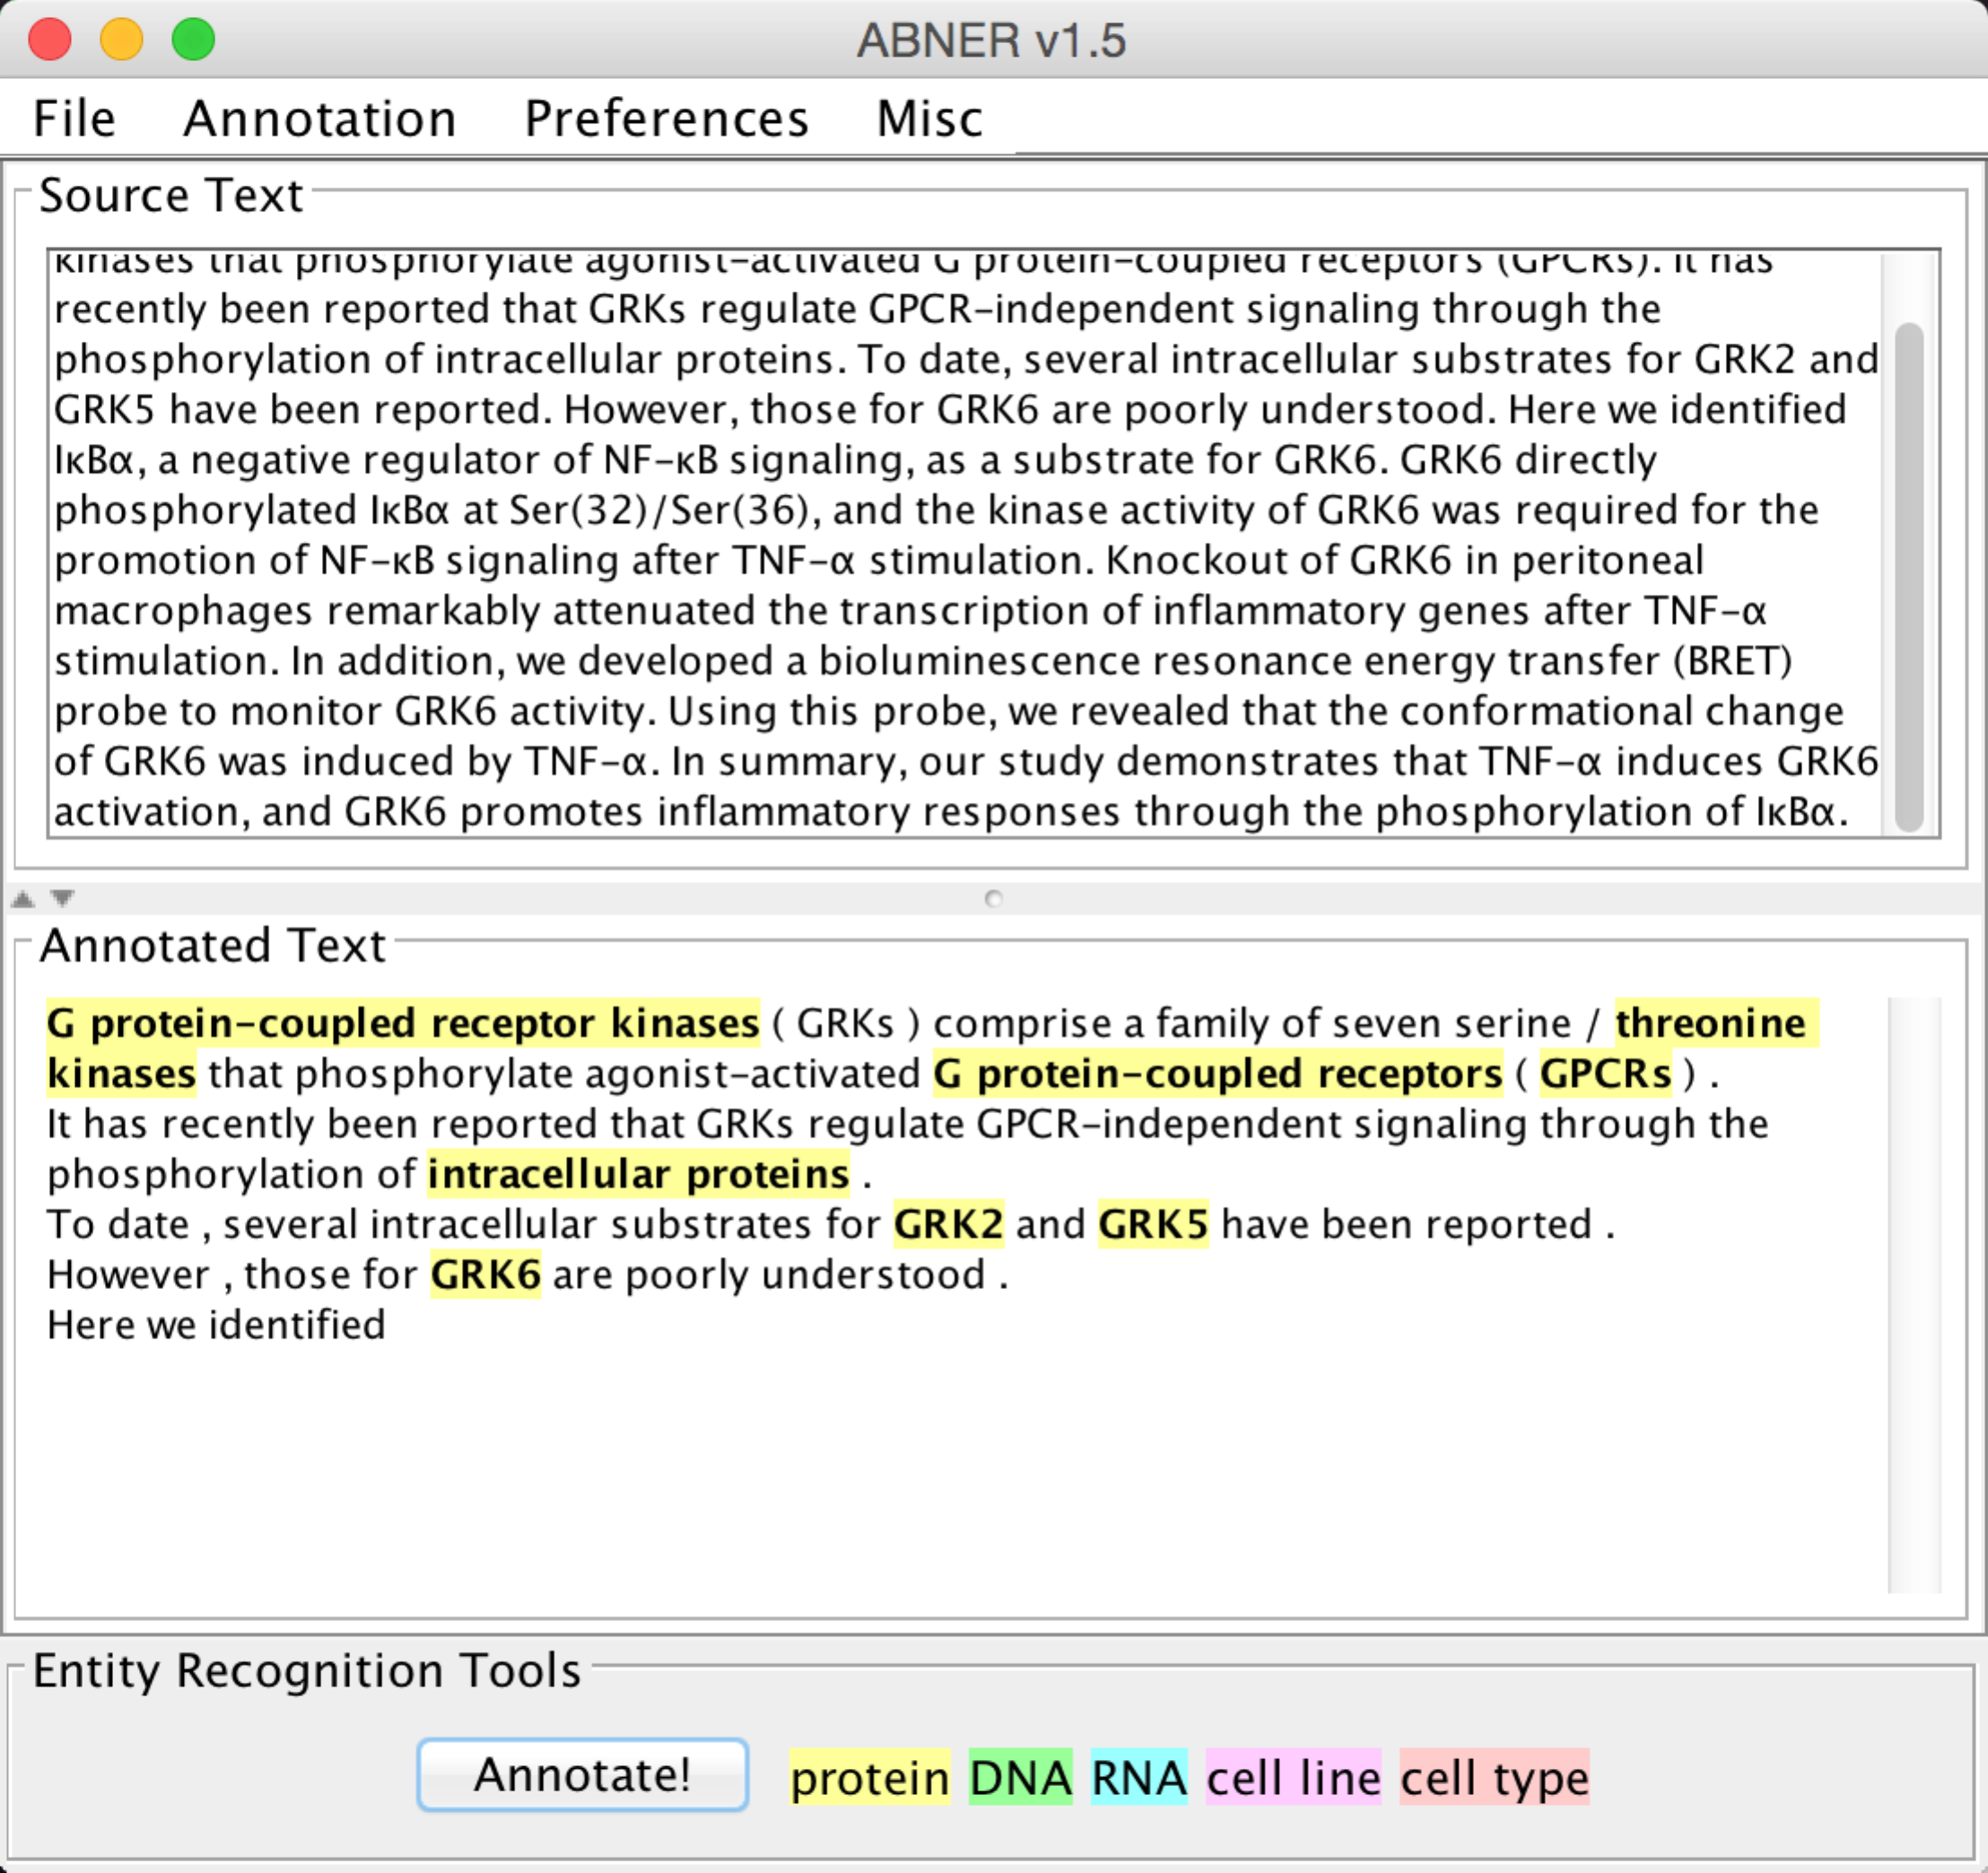 ABNER v1.5
File Annotation Preferences Misc
Source Text
kinases that phosphorylate agonist-activated G protein-coupled receptors (GPCRs). It has
recently been reported that GRKs regulate GPCR-independent signaling through the
phosphorylation of intracellular proteins. To date, several intracellular substrates for GRK2 and
GRK5 have been reported. However, those for GRK6 are poorly understood. Here we identified
IκBα, a negative regulator of NF-κB signaling, as a substrate for GRK6. GRK6 directly
phosphorylated IκBα at Ser(32)/Ser(36), and the kinase activity of GRK6 was required for the
promotion of NF-κB signaling after TNF-α stimulation. Knockout of GRK6 in peritoneal
macrophages remarkably attenuated the transcription of inflammatory genes after TNF-α
stimulation. In addition, we developed a bioluminescence resonance energy transfer (BRET)
probe to monitor GRK6 activity. Using this probe, we revealed that the conformational change
of GRK6 was induced by TNF-α. In summary, our study demonstrates that TNF-α induces GRK6
activation, and GRK6 promotes inflammatory responses through the phosphorylation of IκBα.
Annotated Text
G protein-coupled receptor kinases ( GRKs ) comprise a family of seven serine / threonine
kinases that phosphorylate agonist-activated G protein-coupled receptors ( GPCRs ) .
It has recently been reported that GRKs regulate GPCR-independent signaling through the
phosphorylation of intracellular proteins .
To date , several intracellular substrates for GRK2 and GRK5 have been reported .
However , those for GRK6 are poorly understood .
Here we identified
Entity Recognition Tools
Annotate! protein DNA RNA cell line cell type